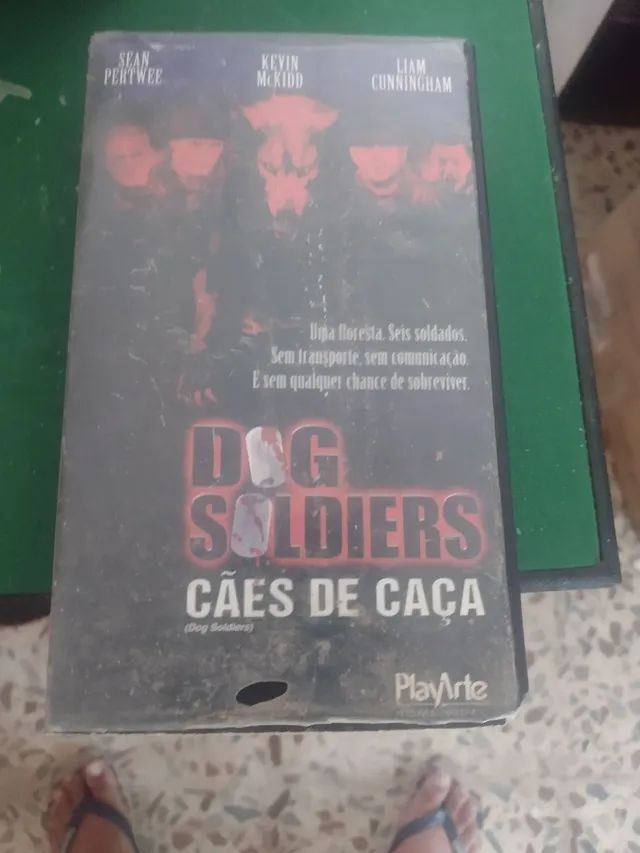 SEAN
PERTWEE
KEVIN
McKIDD
LIAM
CUNNINGHAM
Uma floresta. Seis soldados.
Sem transporte, sem comunicação.
E sem qualquer chance de sobreviver.
DOG
SOLDIERS
CÃES DE CAÇA
(Dog Soldiers)
PlayArte